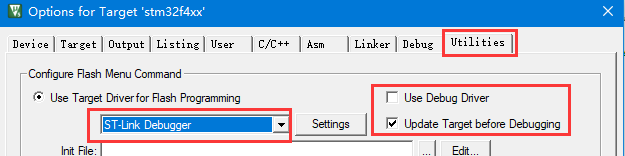 Options for Target 'stm32f4xx'
Device Target Output Listing User C/C++ Asm Linker Debug Utilities
Configure Flash Menu Command
Use Target Driver for Flash Programming
Use Debug Driver
ST-Link Debugger Settings Update Target before Debugging
Init File: ... Edit...